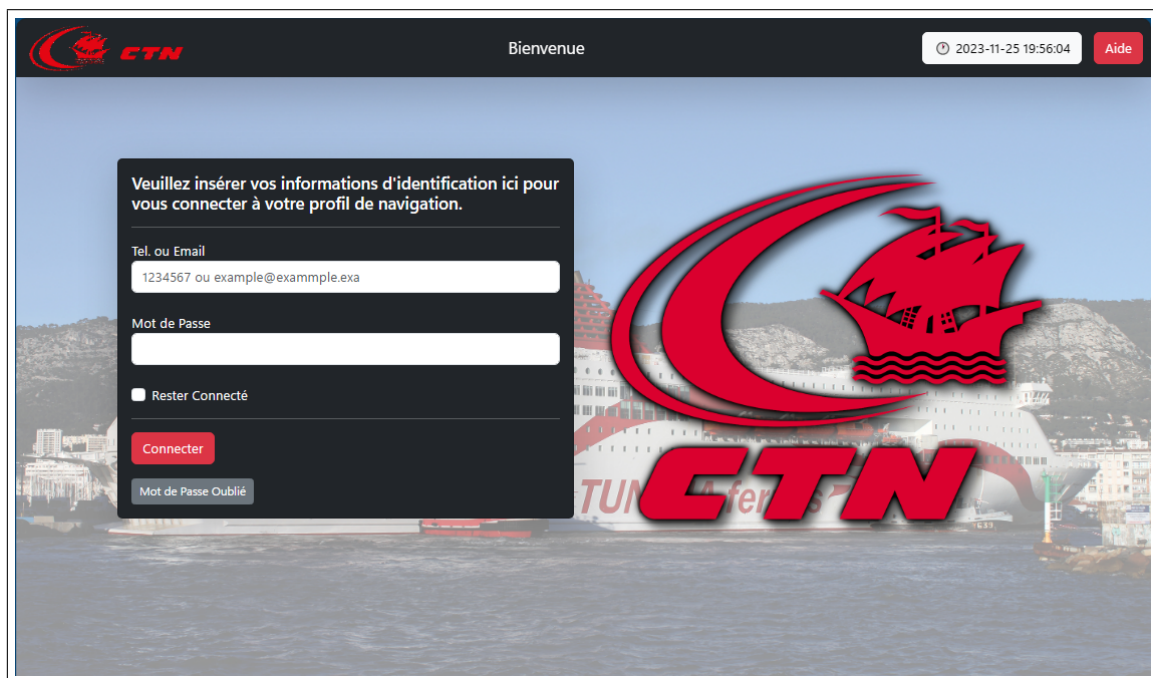 CTN
Bienvenue
2023-11-25 19:56:04
Aide
Veuillez insérer vos informations d'identification ici pour
vous connecter à votre profil de navigation.
Tel. ou Email
1234567 ou example@exammple.exa
Mot de Passe
Rester Connecté
Connecter
Mot de Passe Oublié
CTN